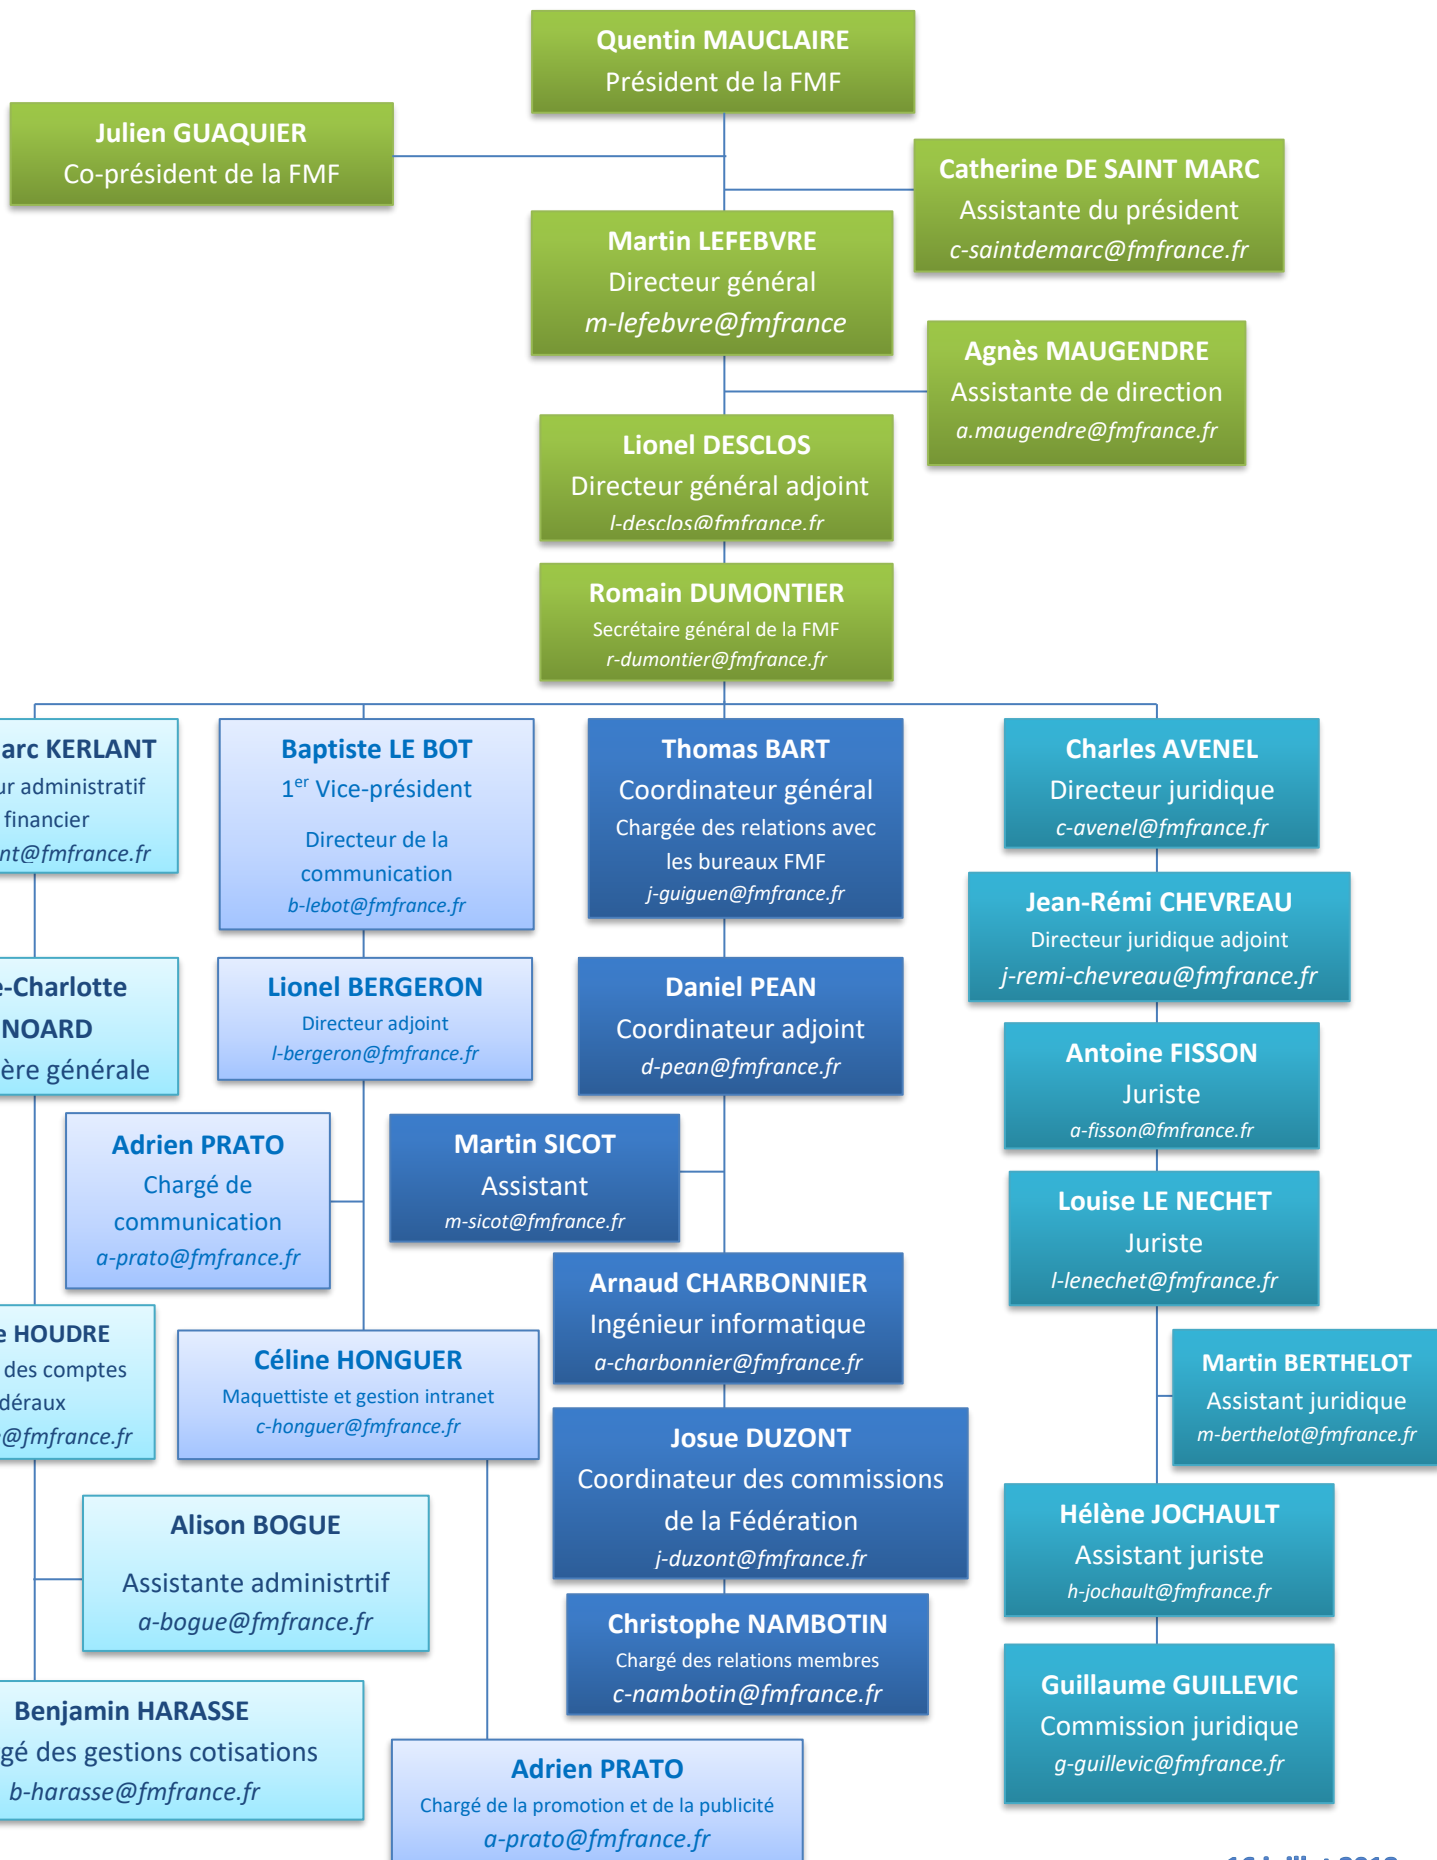 Quentin MAUCLAIRE
Président de la FMF
Julien GUAQUIER
Co-président de la FMF
Catherine DE SAINT MARC
Assistante du président
c-saintdemarc@fmfrance.fr
Martin LEFEBVRE
Directeur général
m-lefebvre@fmfrance
Agnès MAUGENDRE
Assistante de direction
a.maugendre@fmfrance.fr
Lionel DESCLOS
Directeur général adjoint
l-desclos@fmfrance.fr
Romain DUMONTIER
Secrétaire général de la FMF
r-dumontier@fmfrance.fr
arc KERLANT
ur administratif
financier
nt@fmfrance.fr
e-Charlotte
NOARD
ère générale
e HOUDRE
des comptes
déraux
@fmfrance.fr
Alison BOGUE
Assistante administrtif
a-bogue@fmfrance.fr
Benjamin HARASSE
gé des gestions cotisations
b-harasse@fmfrance.fr
Baptiste LE BOT
1er Vice-président
Directeur de la
communication
b-lebot@fmfrance.fr
Lionel BERGERON
Directeur adjoint
l-bergeron@fmfrance.fr
Adrien PRATO
Chargé de
communication
a-prato@fmfrance.fr
Céline HONGUER
Maquettiste et gestion intranet
c-honguer@fmfrance.fr
Adrien PRATO
Chargé de la promotion et de la publicité
a-prato@fmfrance.fr
Thomas BART
Coordinateur général
Chargée des relations avec
les bureaux FMF
j-guiguen@fmfrance.fr
Daniel PEAN
Coordinateur adjoint
d-pean@fmfrance.fr
Martin SICOT
Assistant
m-sicot@fmfrance.fr
Arnaud CHARBONNIER
Ingénieur informatique
a-charbonnier@fmfrance.fr
Josue DUZONT
Coordinateur des commissions
de la Fédération
j-duzont@fmfrance.fr
Christophe NAMBOTIN
Chargé des relations membres
c-nambotin@fmfrance.fr
Charles AVENEL
Directeur juridique
c-avenel@fmfrance.fr
Jean-Rémi CHEVREAU
Directeur juridique adjoint
j-remi-chevreau@fmfrance.fr
Antoine FISSON
Juriste
a-fisson@fmfrance.fr
Louise LE NECHET
Juriste
l-lenechet@fmfrance.fr
Martin BERTHELOT
Assistant juridique
m-berthelot@fmfrance.fr
Hélène JOCHAULT
Assistant juriste
h-jochault@fmfrance.fr
Guillaume GUILLEVIC
Commission juridique
g-guillevic@fmfrance.fr